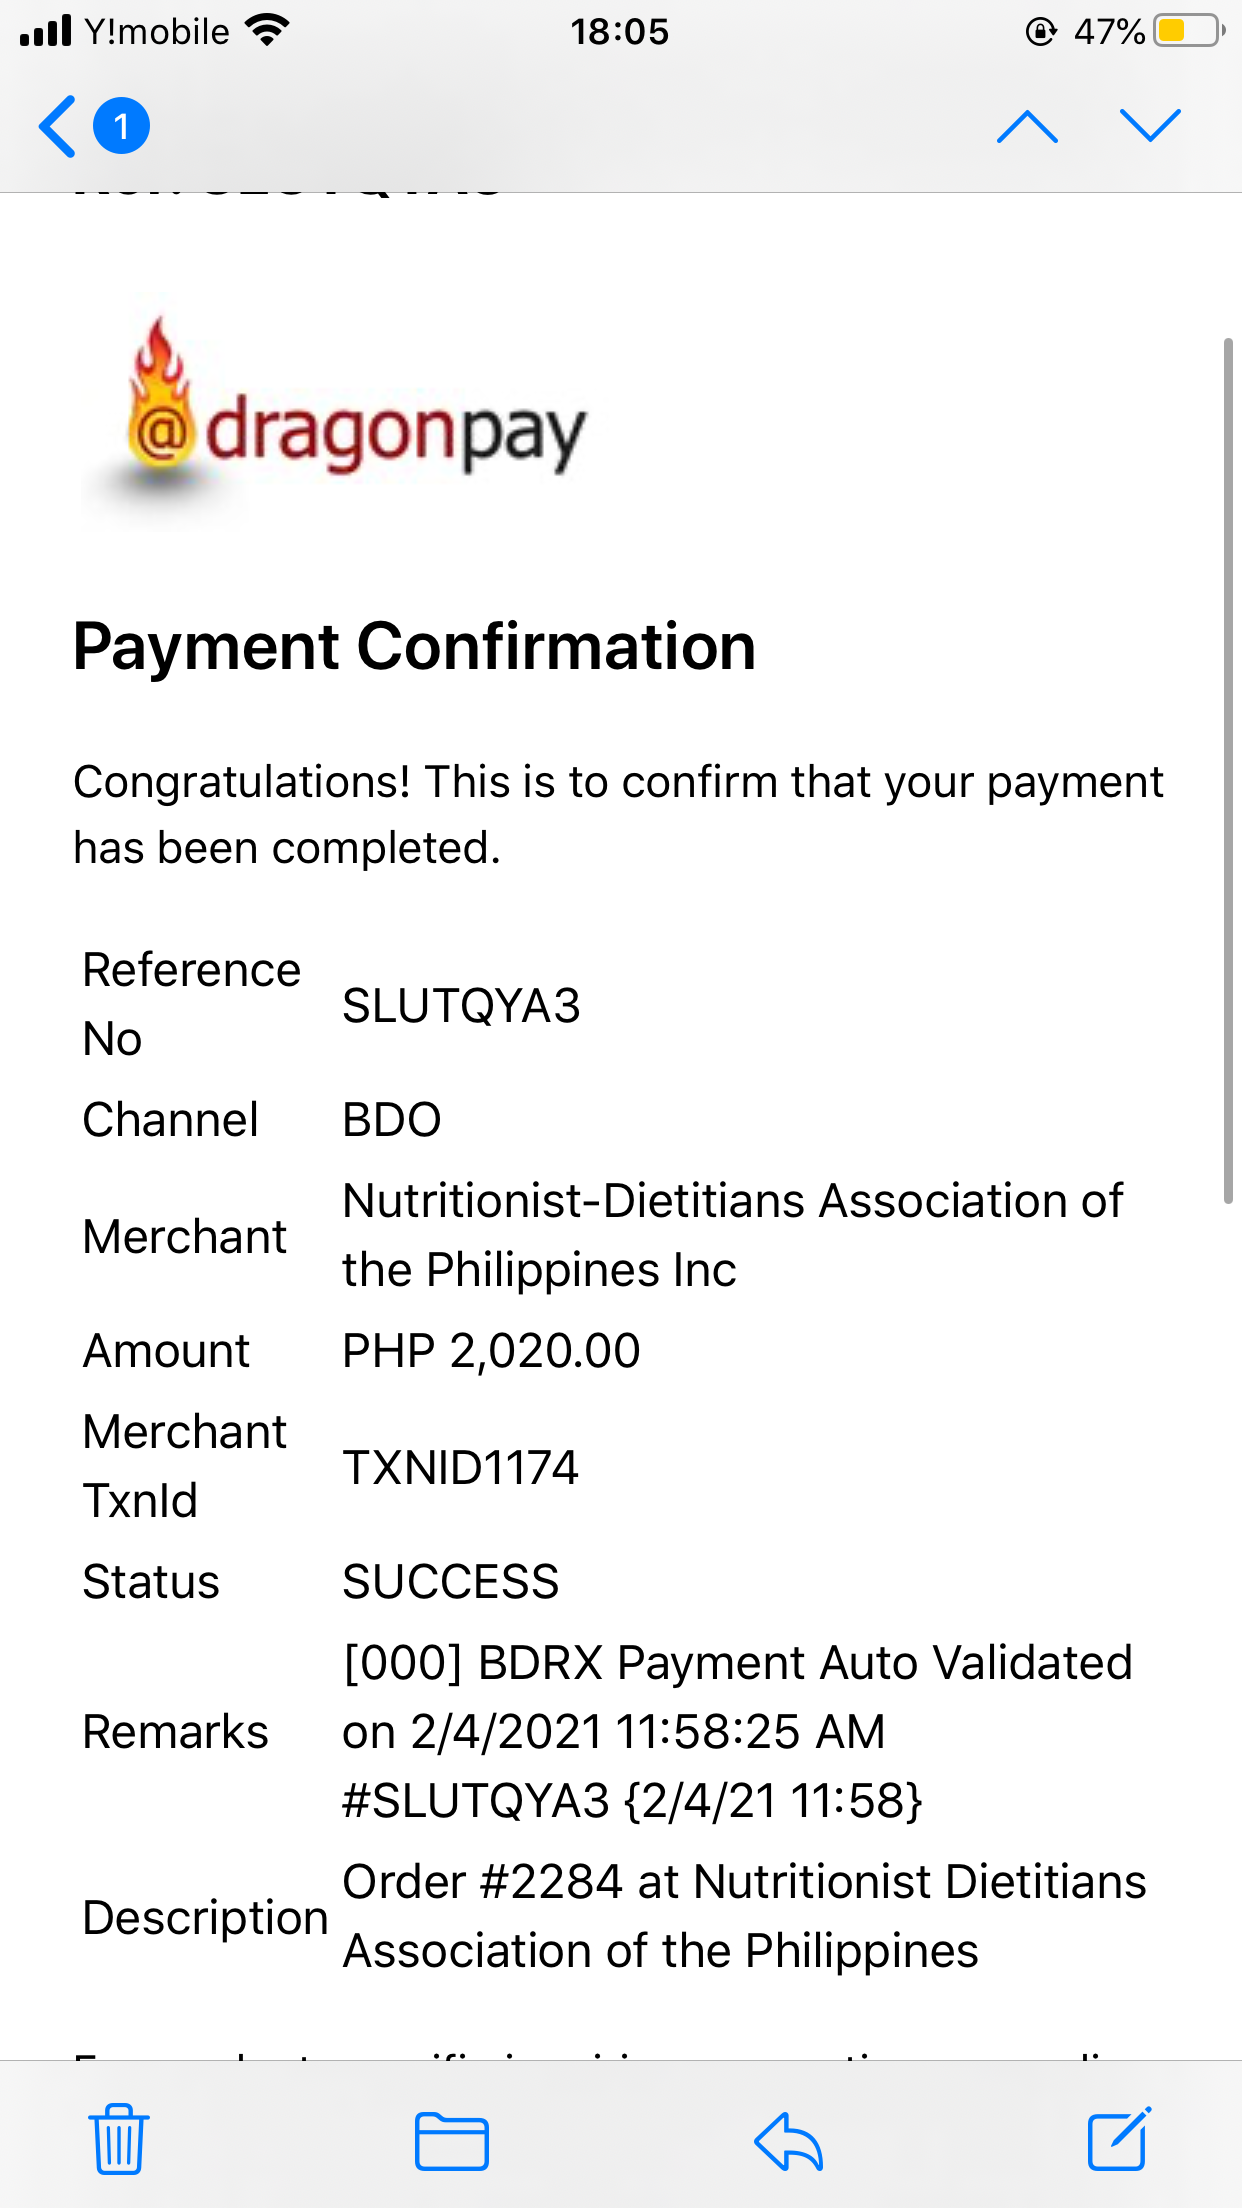 Y!mobile 18:05 47%
1
@dragonpay
Payment Confirmation
Congratulations! This is to confirm that your payment
has been completed.
Reference
No
SLUTQYA3
Channel BDO
Merchant
Nutritionist-Dietitians Association of
the Philippines Inc
Amount PHP 2,020.00
Merchant
TxnId
TXNID1174
Status SUCCESS
Remarks
[000] BDRX Payment Auto Validated
on 2/4/2021 11:58:25 AM
#SLUTQYA3 {2/4/21 11:58}
Description
Order #2284 at Nutritionist Dietitians
Association of the Philippines